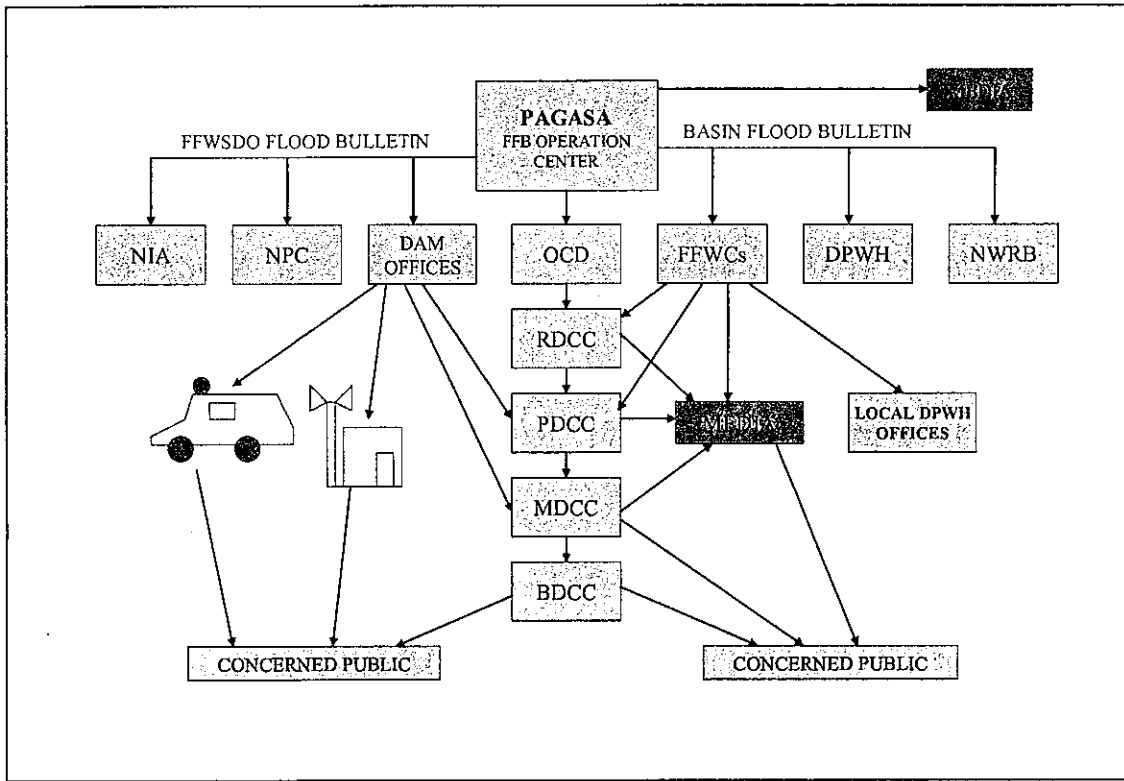 MEDIA
PAGASA
FFB OPERATION
CENTER
FFWSDO FLOOD BULLETIN
BASIN FLOOD BULLETIN
NIA
NPC
DAM
OFFICES
OCD
FFWCs
DPWH
NWRB
RDCC
PDCC
MEDIA
LOCAL DPWH
OFFICES
MDCC
BDCC
CONCERNED PUBLIC
CONCERNED PUBLIC